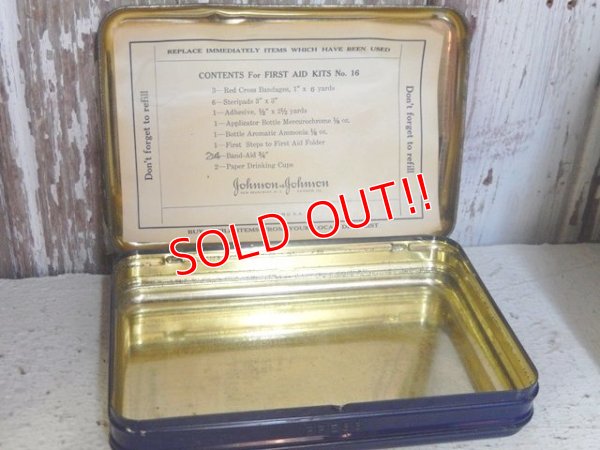 REPLACE IMMEDIATELY ITEMS WHICH HAVE BEEN USED
CONTENTS For FIRST AID KITS No. 16
3—Red Cross Bandages, 1" x 5 yards
6—Steripads 3" x 3"
1—Adhesive, ½" x 2½ yards
1—Applicator Bottle Mercurochrome ⅙ oz.
1—Bottle Aromatic Ammonia ⅙ oz.
1—First Steps to First Aid Folder
24—Band-Aid ¾"
2—Paper Drinking Cups
Johnson & Johnson
U.S.A.
Don't forget to refill
Don't forget to refill
SOLD OUT!!
PRESS